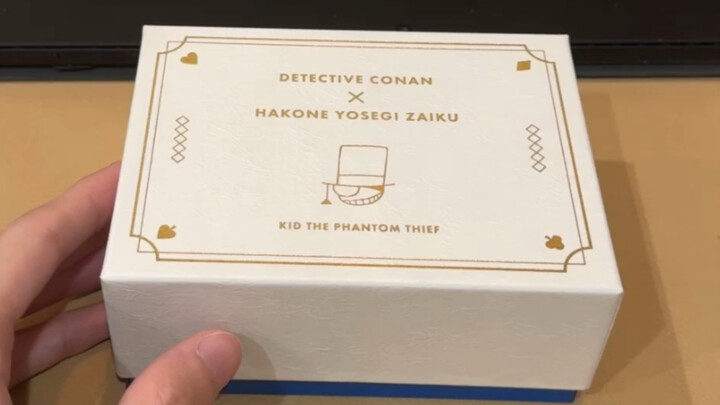 DETECTIVE CONAN
×
HAKONE YOSEGI ZAIKU
KID THE PHANTOM THIEF